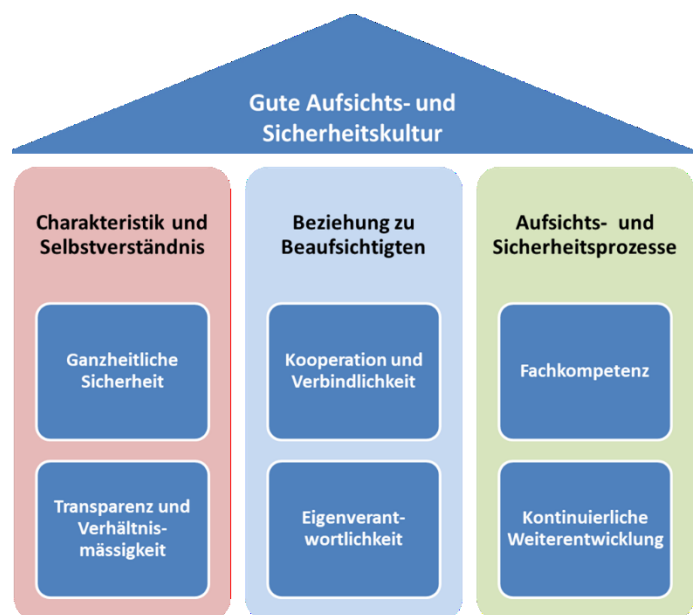 Gute Aufsichts- und
Sicherheitskultur
Charakteristik und
Selbstverständnis
Ganzheitliche
Sicherheit
Transparenz und
Verhältnis-
mässigkeit
Beziehung zu
Beaufsichtigten
Kooperation und
Verbindlichkeit
Eigenverant-
wortlichkeit
Aufsichts- und
Sicherheitsprozesse
Fachkompetenz
Kontinuierliche
Weiterentwicklung